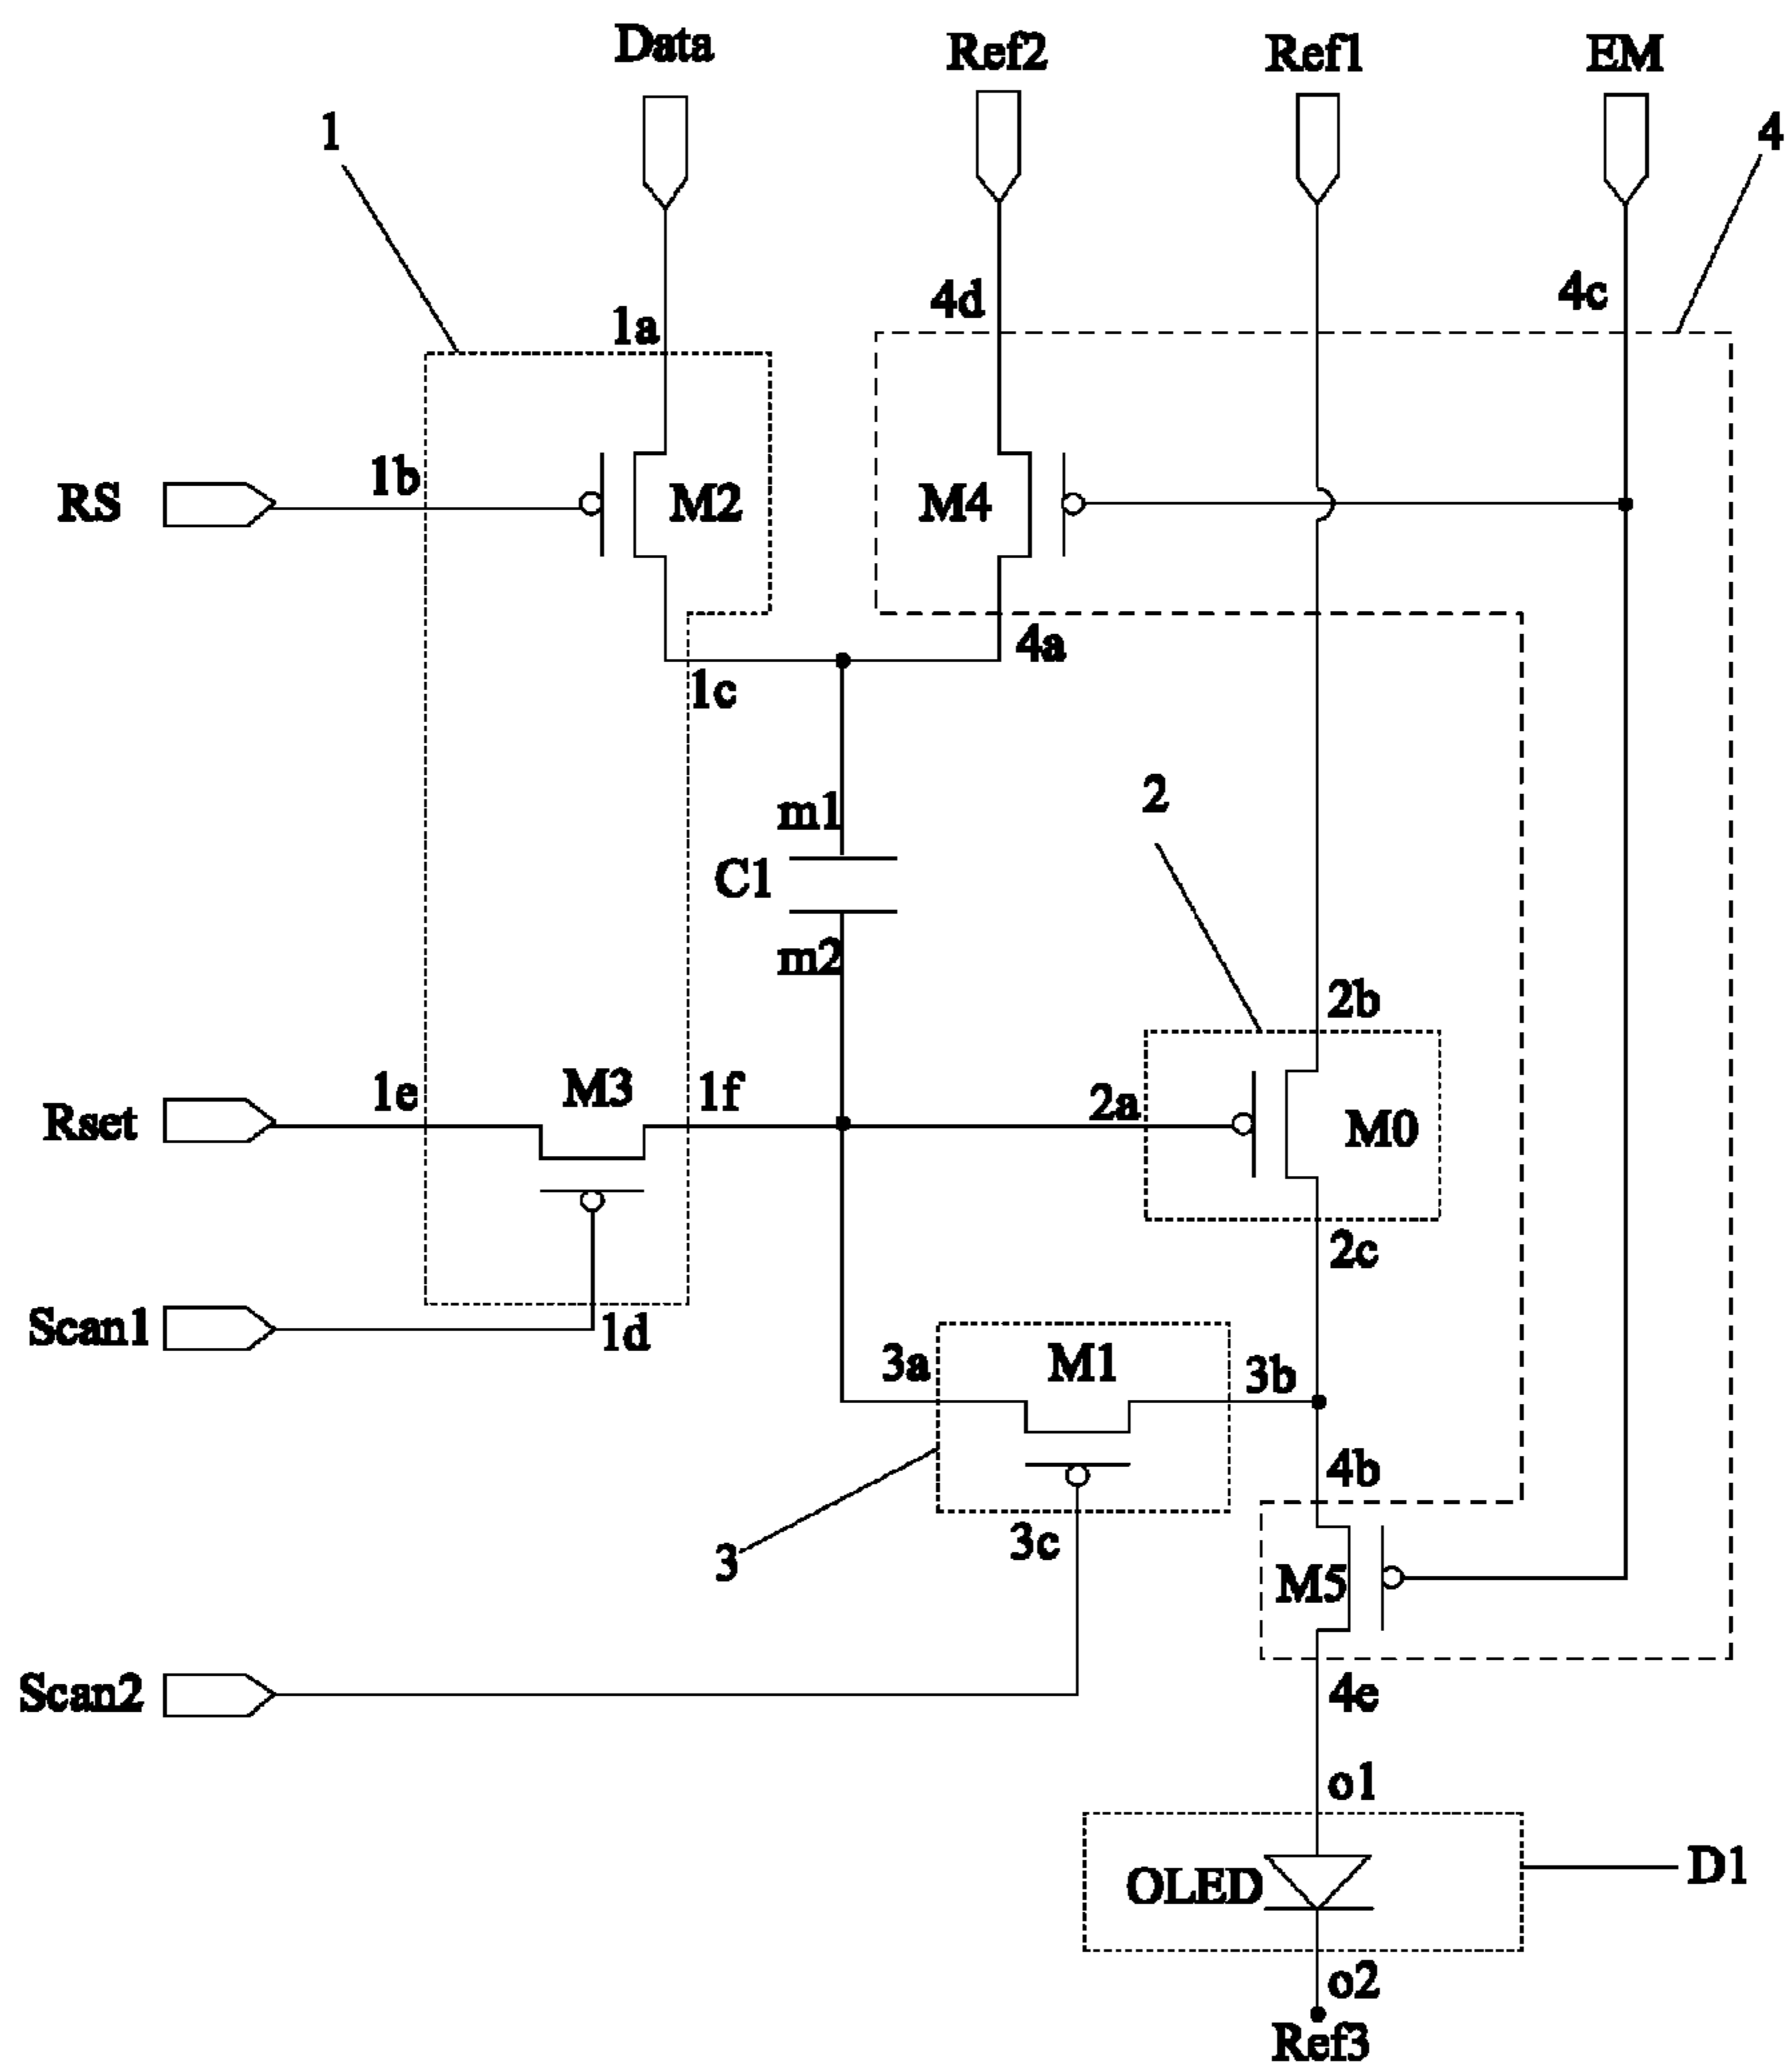 Data
Ref2
Ref1
EM
1
4
4d
4c
1a
1b
RS
M2
M4
4a
1c
m1
2
C1
m2
2b
1e
M3
1f
2a
Rset
M0
2c
Scan1
1d
3a
M1
3b
4b
3c
3
M5
Scan2
4e
o1
OLED
D1
o2
Ref3